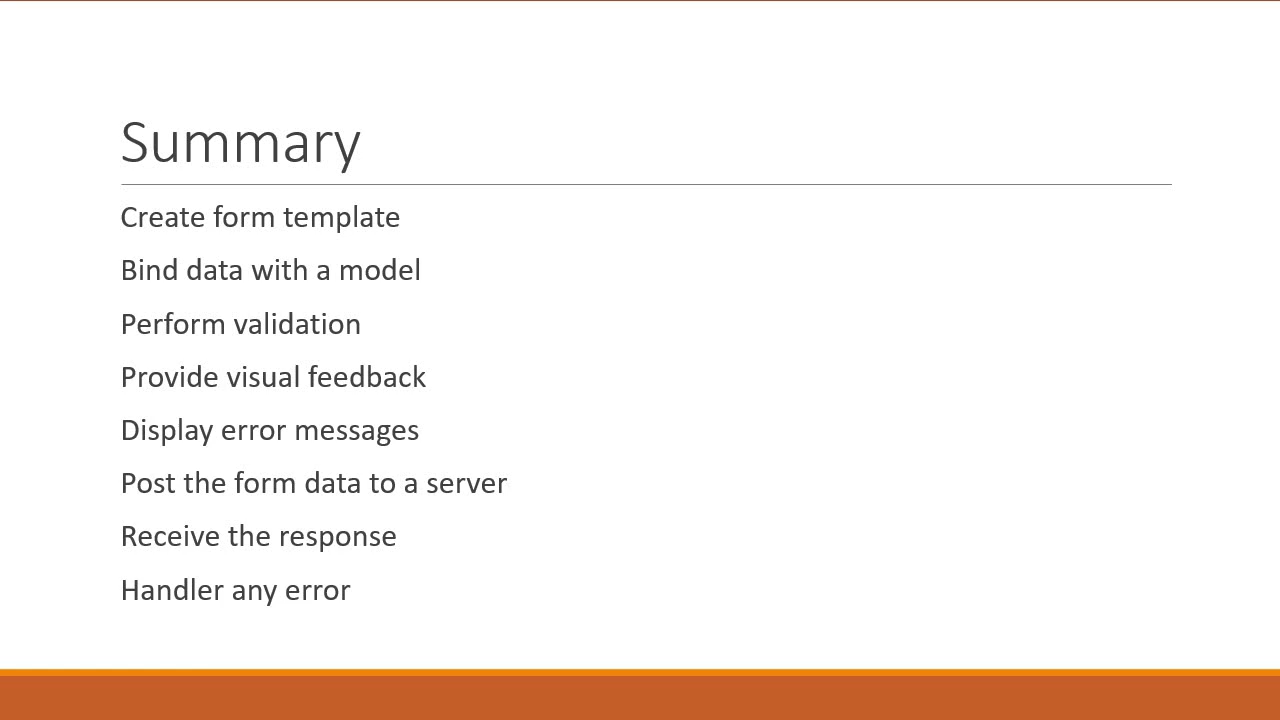 Summary
Create form template
Bind data with a model
Perform validation
Provide visual feedback
Display error messages
Post the form data to a server
Receive the response
Handler any error